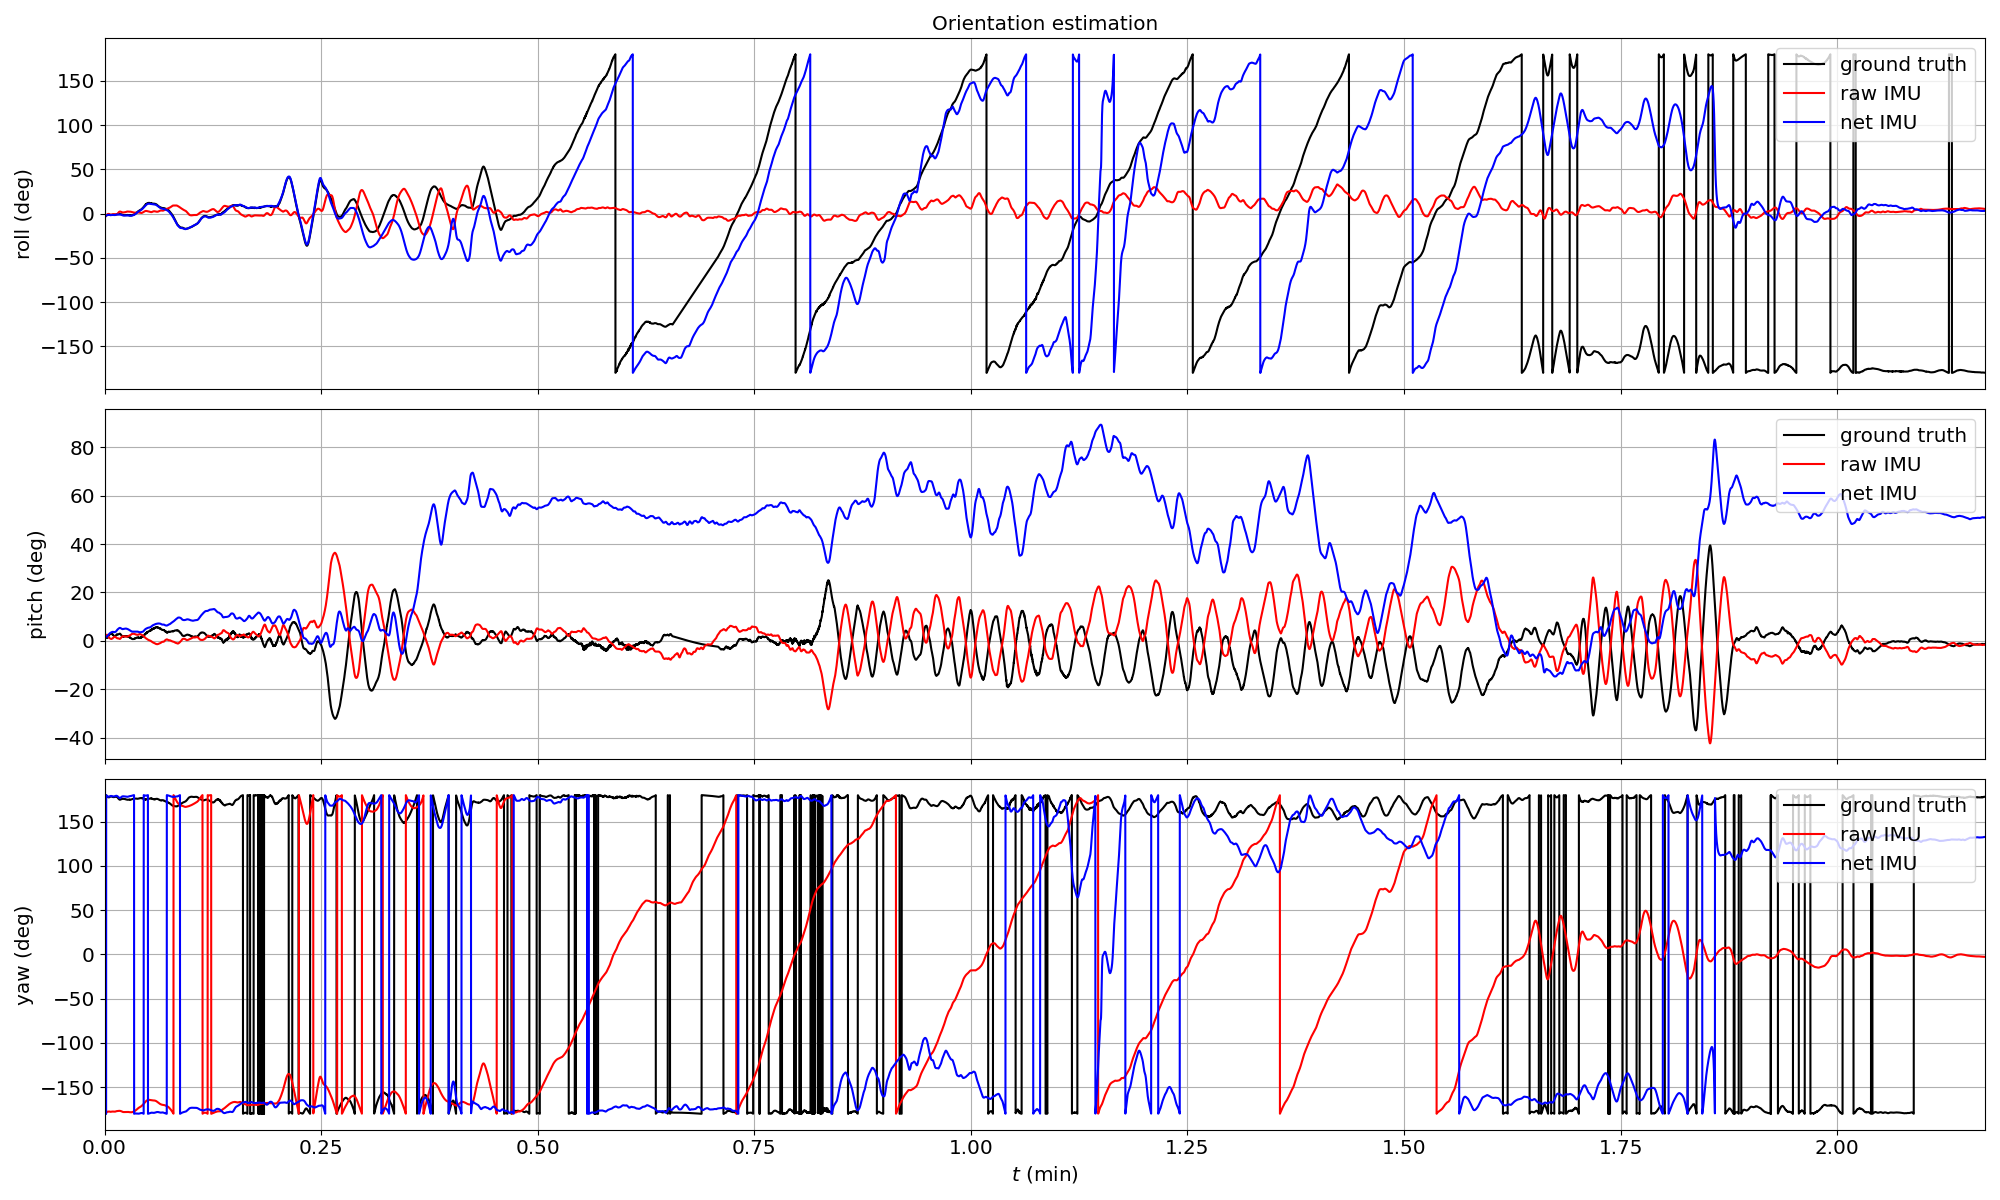 Orientation estimation
roll (deg)
150
100
50
0
−50
−100
−150
ground truth
raw IMU
net IMU
pitch (deg)
80
60
40
20
0
−20
−40
ground truth
raw IMU
net IMU
yaw (deg)
150
100
50
0
−50
−100
−150
ground truth
raw IMU
net IMU
0.00 0.25 0.50 0.75 1.00 1.25 1.50 1.75 2.00
t (min)